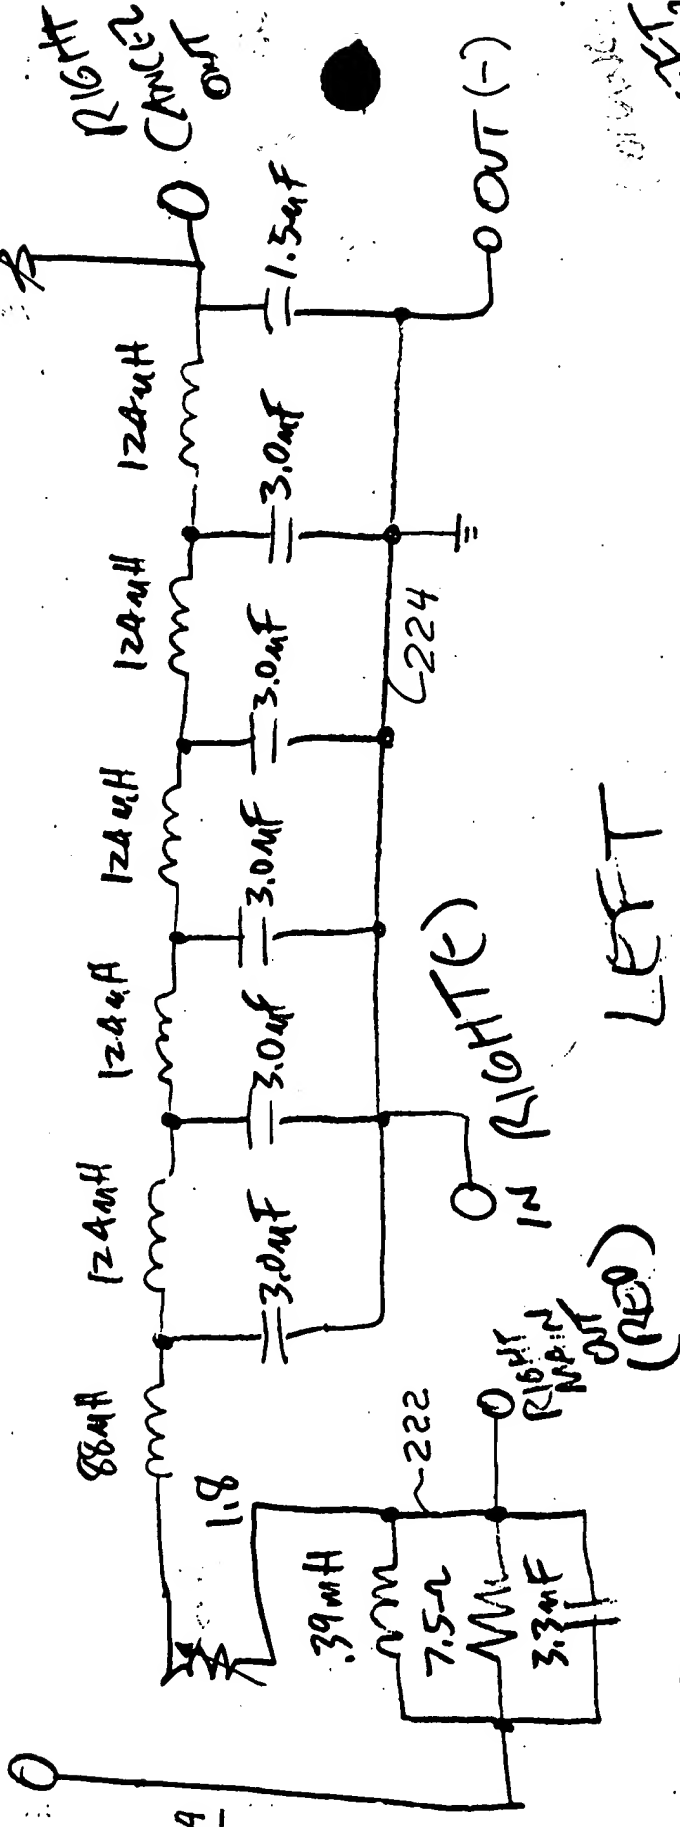 RIGHT
CANCEL
OUT
OUT (-)
1.5uF
124uH
3.0uF
124uH
3.0uF
224
124uH
3.0uF
124uH
3.0uF
RIGHT(-)
IN
LEFT
124uH
3.0uF
88uH
1.8
222
RIGHT
MAIN
OUT
(RED)
.39mH
7.5Ω
3.3uF